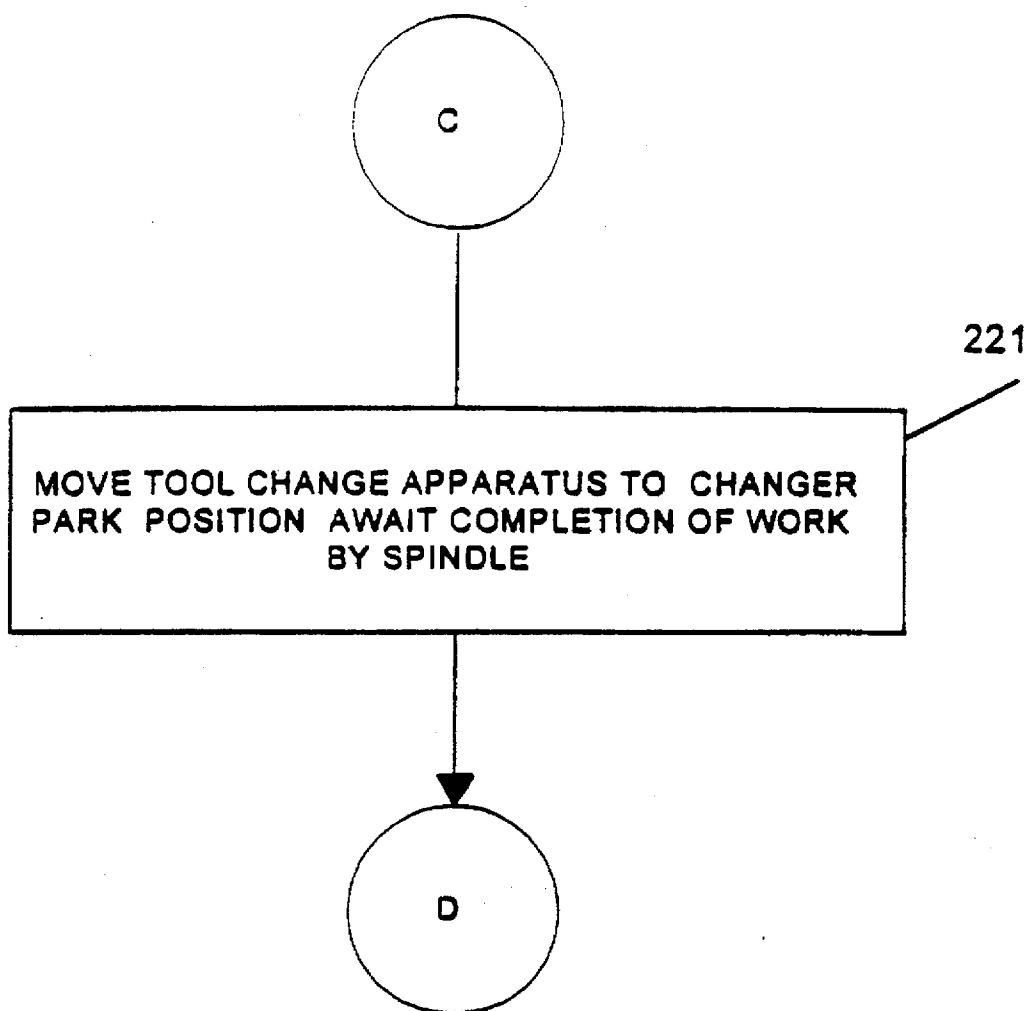 C
221
MOVE TOOL CHANGE APPARATUS TO CHANGER
PARK POSITION AWAIT COMPLETION OF WORK
BY SPINDLE
D